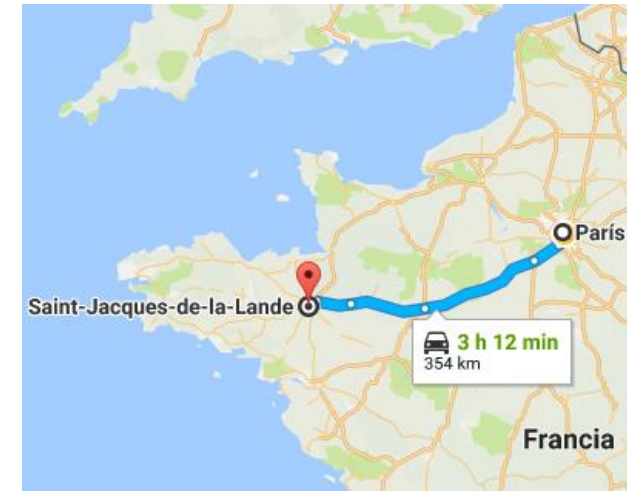 París
Saint-Jacques-de-la-Lande
3 h 12 min
354 km
Francia